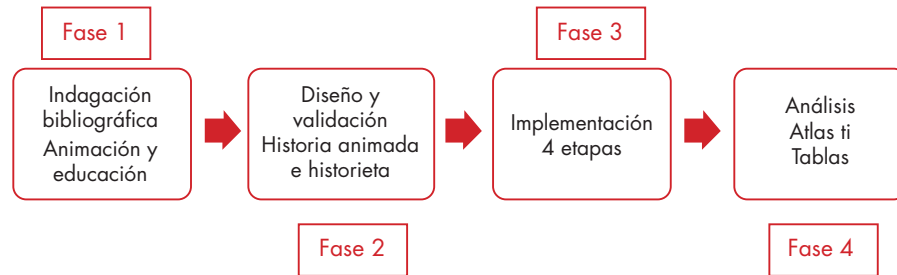 Fase 1
Indagación
bibliográfica
Animación y
educación
Diseño y
validación
Historia animada
e historieta
Fase 2
Fase 3
Implementación
4 etapas
Análisis
Atlas ti
Tablas
Fase 4